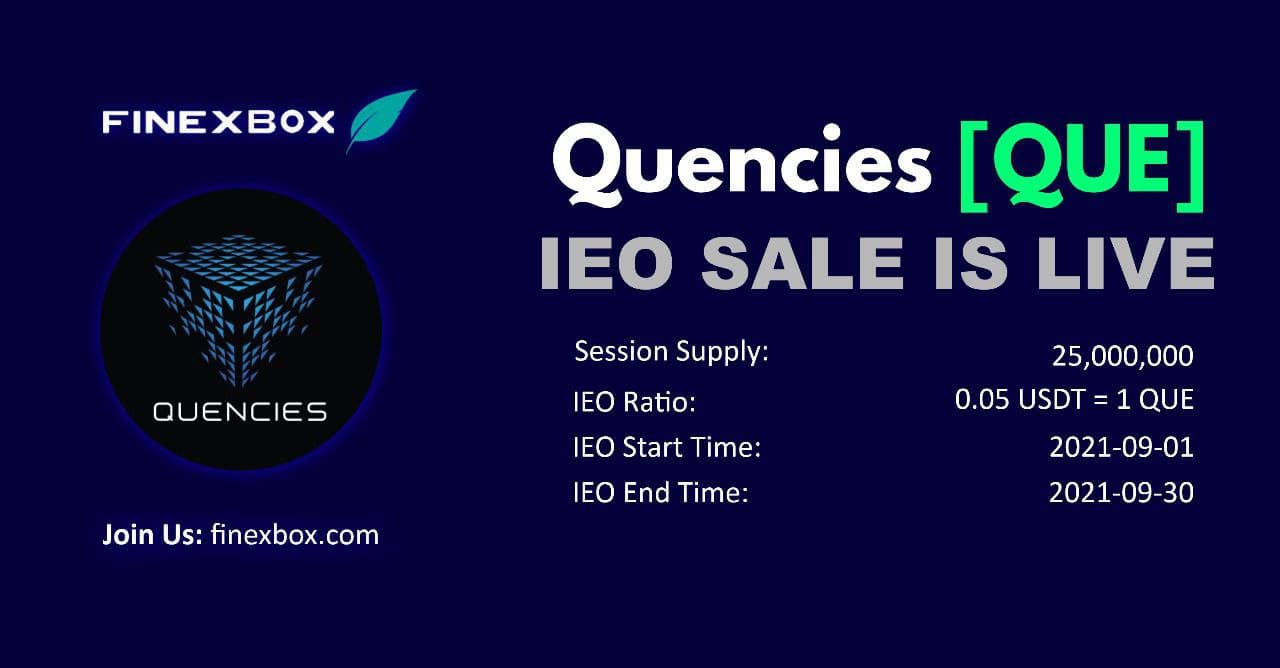 FINEXBOX
QUENCIES
Join Us: finexbox.com
Quencies [QUE]
IEO SALE IS LIVE
Session Supply: 25,000,000
IEO Ratio: 0.05 USDT = 1 QUE
IEO Start Time: 2021-09-01
IEO End Time: 2021-09-30